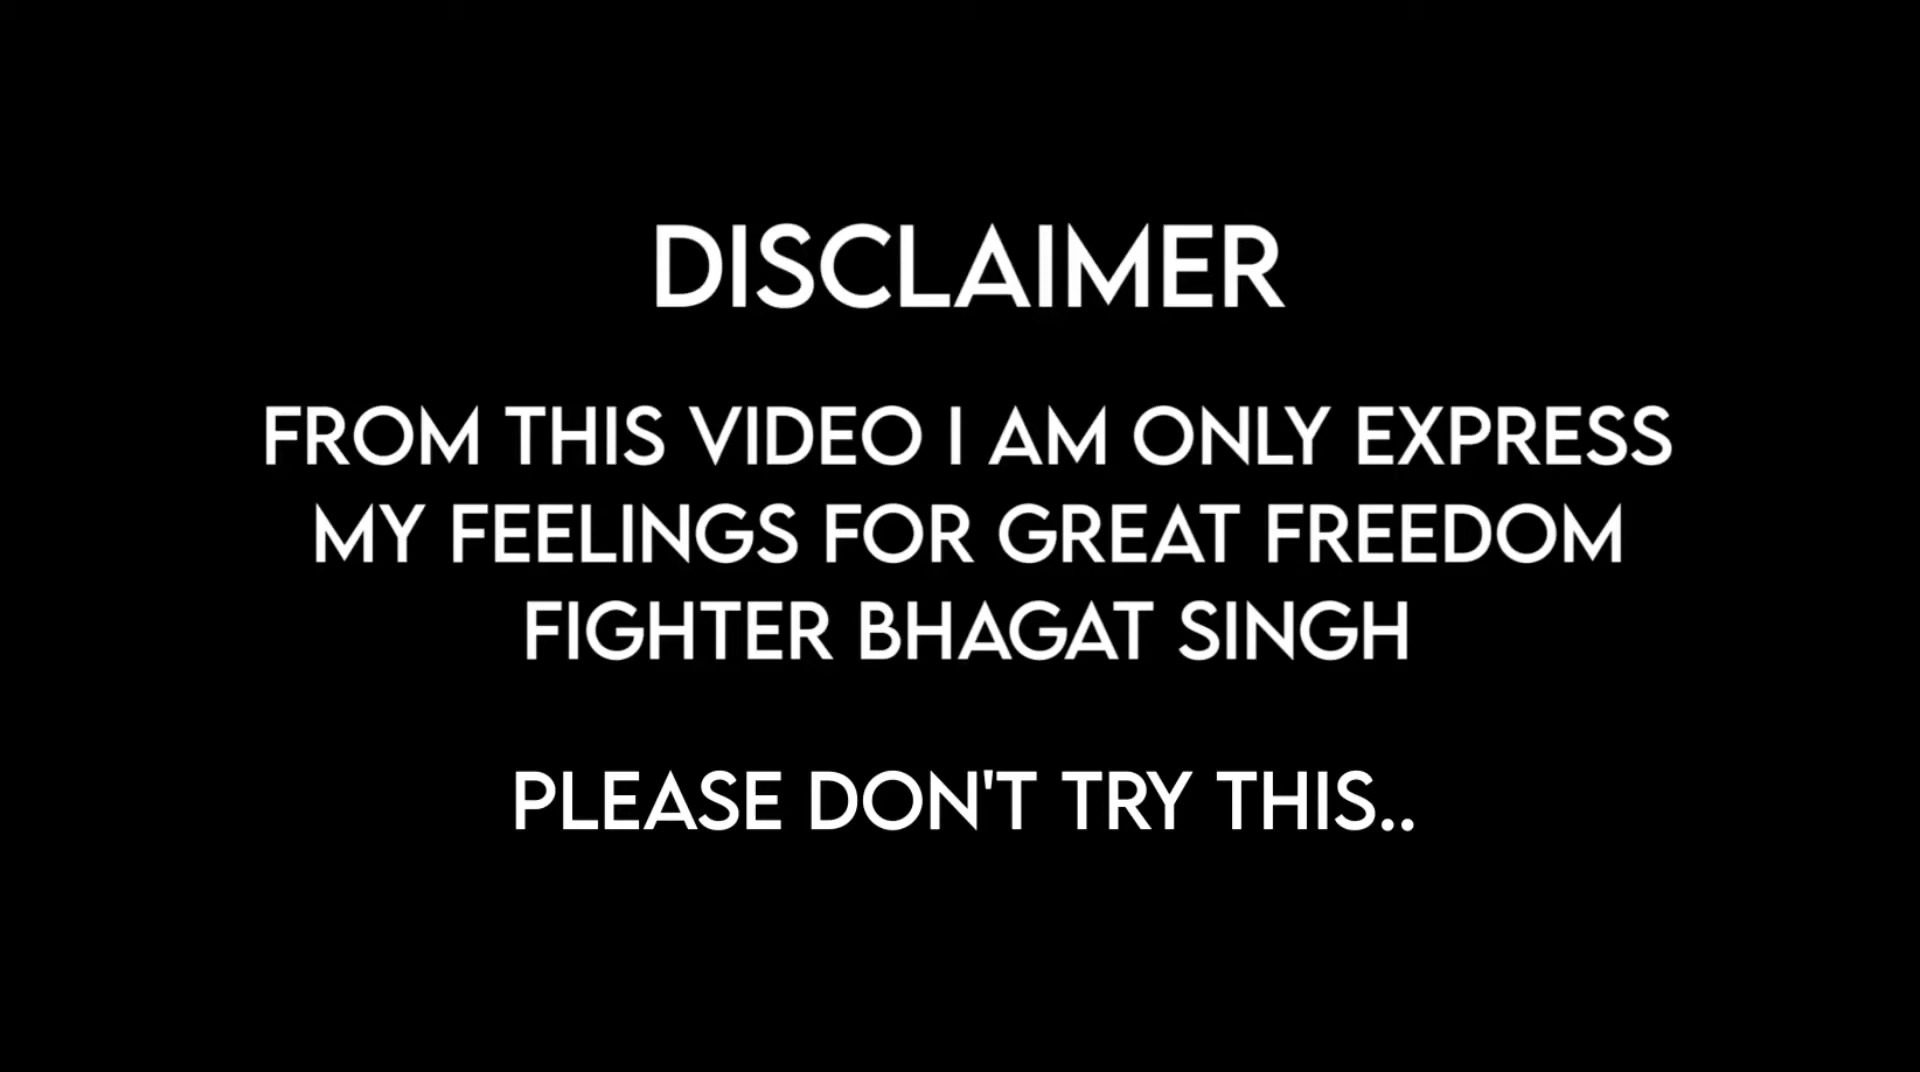 DISCLAIMER
FROM THIS VIDEO I AM ONLY EXPRESS
MY FEELINGS FOR GREAT FREEDOM
FIGHTER BHAGAT SINGH
PLEASE DON'T TRY THIS..